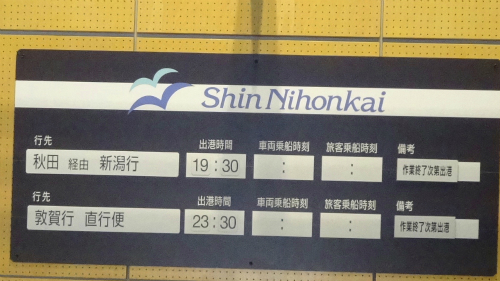 Shin Nihonkai
行先 出港時間 車両乗船時刻 旅客乗船時刻 備考
秋田 経由 新潟行 19:30 : : 作業終了次第出港
行先 出港時間 車両乗船時刻 旅客乗船時刻 備考
敦賀行 直行便 23:30 : : 作業終了次第出港